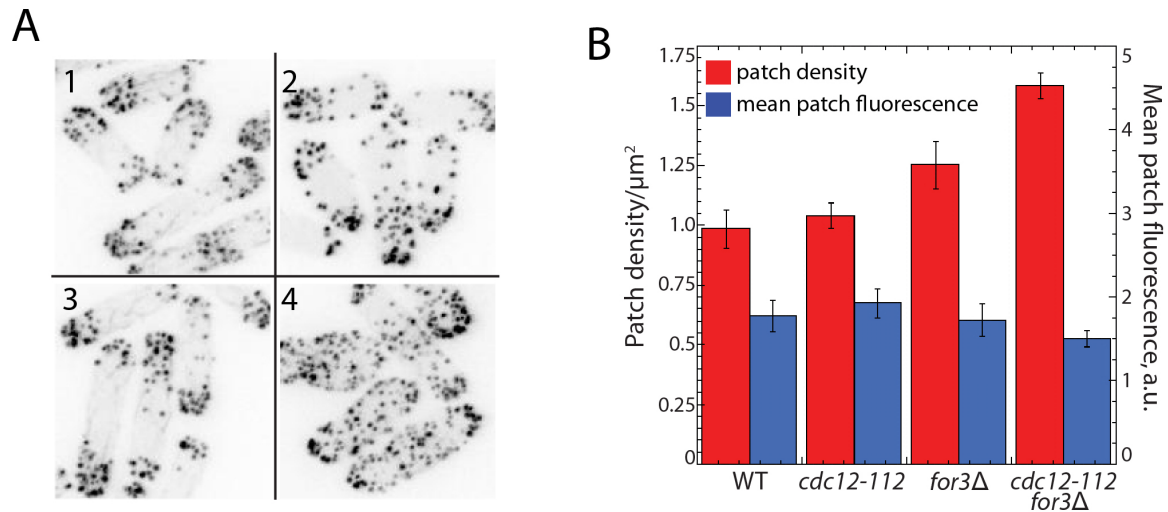 A
1
2
3
4
B
Patch density/μm²
1.75
1.5
1.25
1.0
0.75
0.5
0.25
0
patch density
mean patch fluorescence
5
4
3
2
1
0
Mean patch fluorescence, a.u.
WT
cdc12-112
for3Δ
cdc12-112
for3Δ